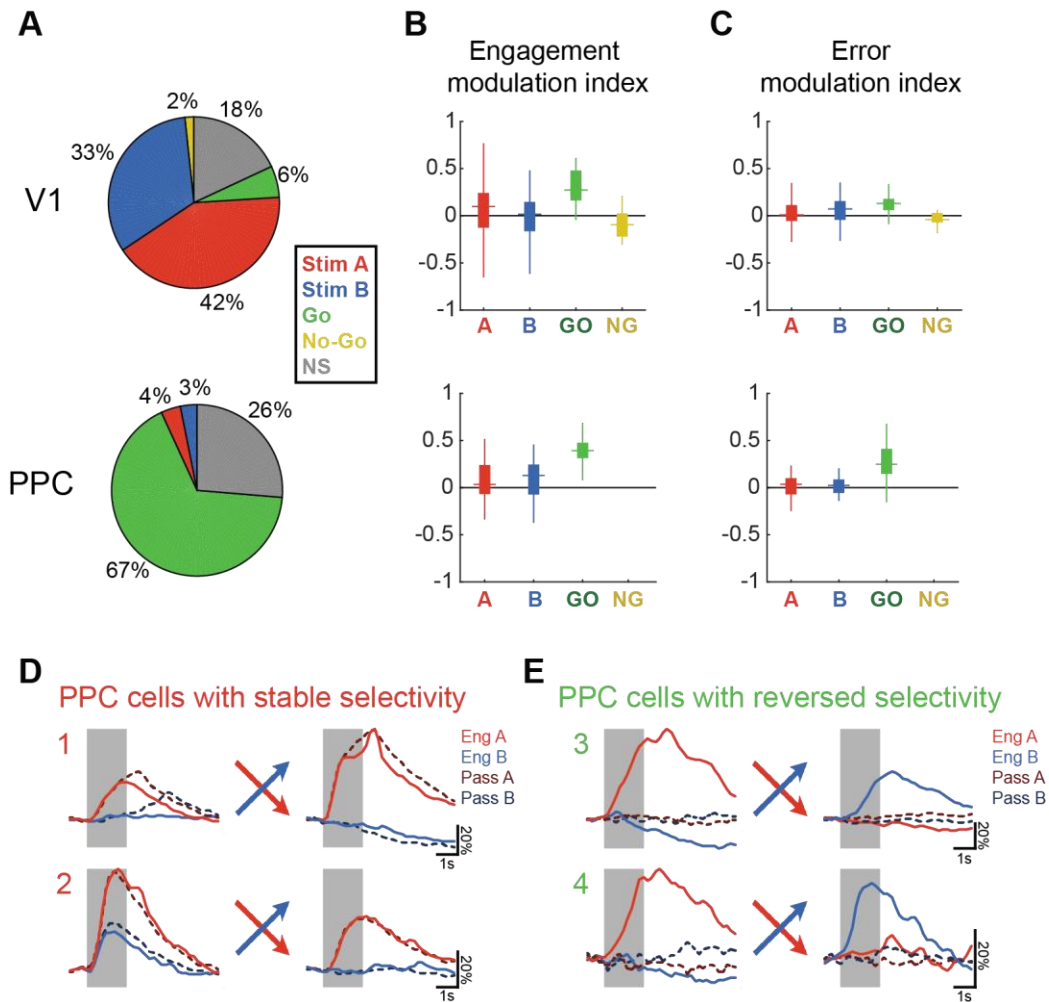 A
B
C
Engagement
modulation index
Error
modulation index
V1
2%
18%
33%
6%
42%
Stim A
Stim B
Go
No-Go
NS
1
0.5
0
-0.5
-1
A B GO NG
1
0.5
0
-0.5
-1
A B GO NG
PPC
4%
3%
26%
67%
1
0.5
0
-0.5
-1
A B GO NG
1
0.5
0
-0.5
-1
A B GO NG
D
PPC cells with stable selectivity
1
Eng A
Eng B
Pass A
Pass B
20%
1s
2
20%
1s
E
PPC cells with reversed selectivity
3
Eng A
Eng B
Pass A
Pass B
20%
1s
4
20%
1s